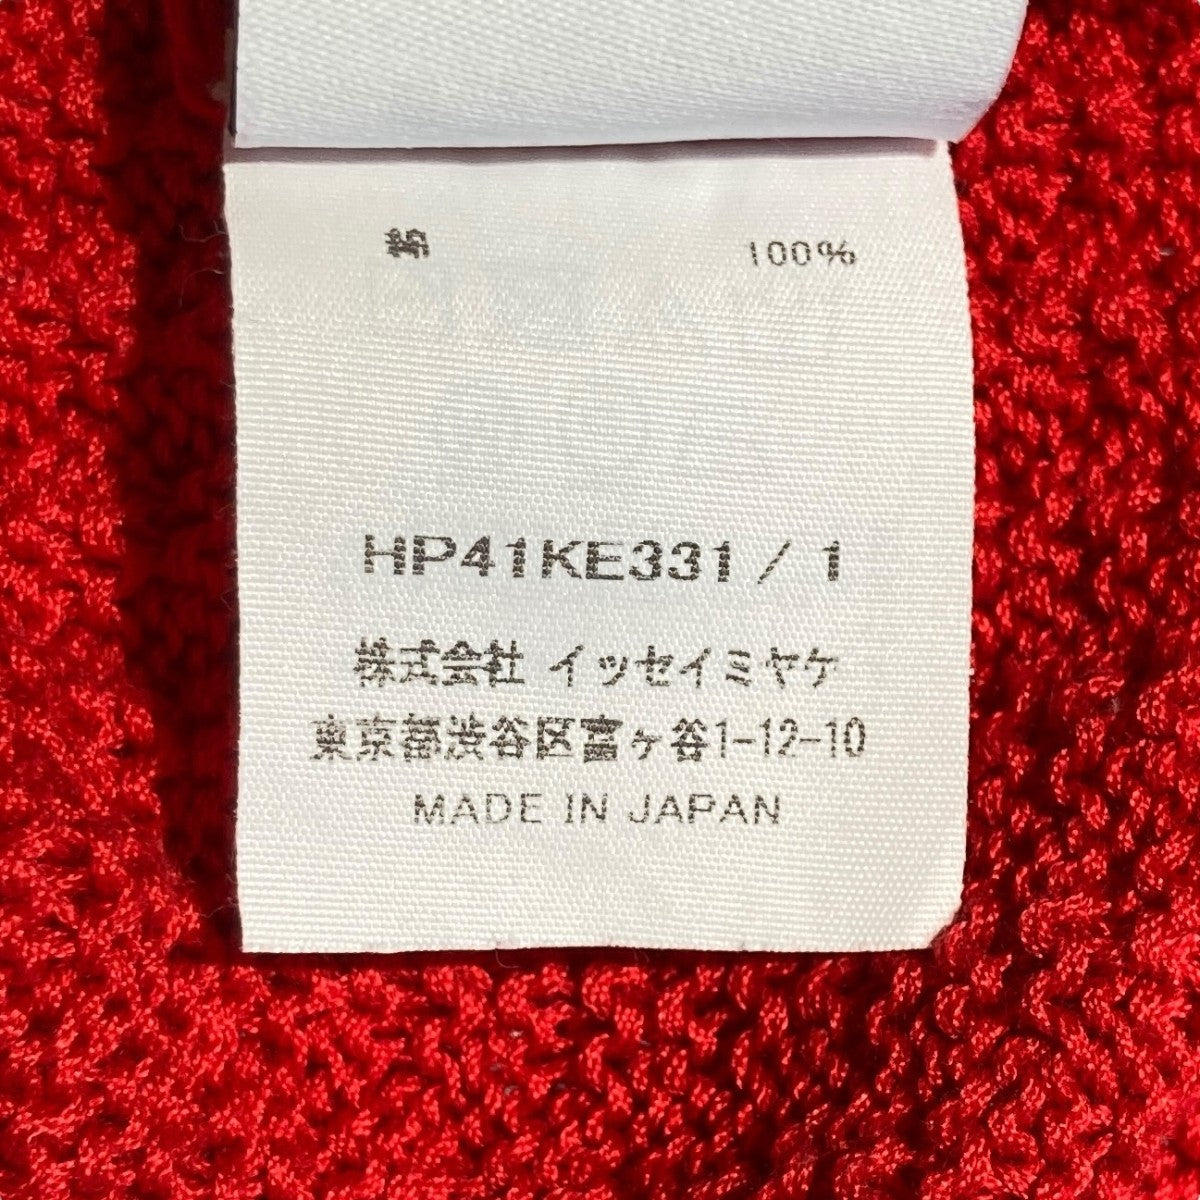 100%
HP41KE331 / 1
株式会社 イッセイミヤケ
東京都渋谷区富ヶ谷1-12-10
MADE IN JAPAN